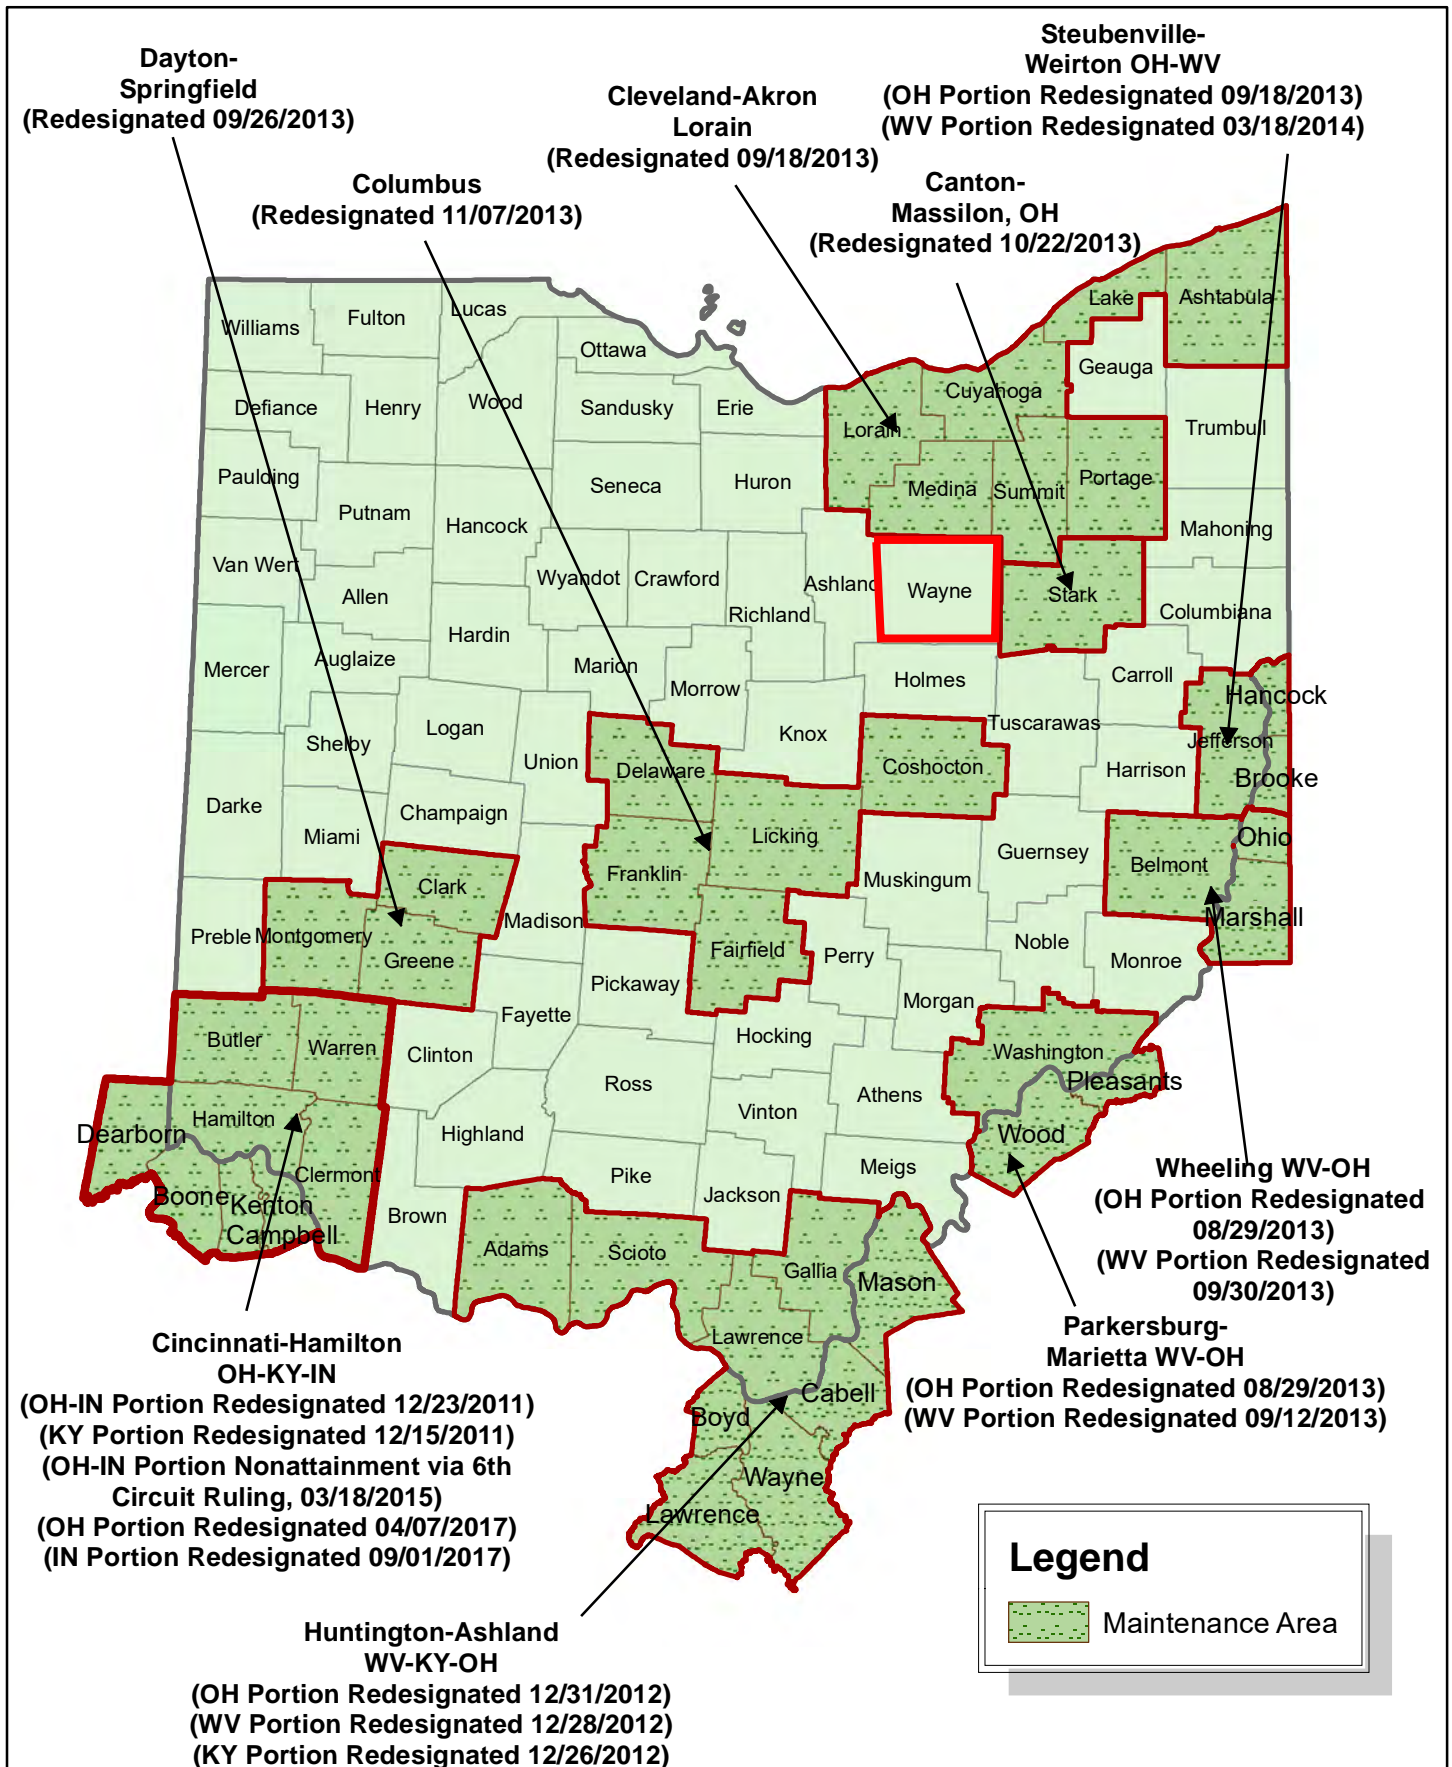 Steubenville-
Weirton OH-WV
(OH Portion Redesignated 09/18/2013)
(WV Portion Redesignated 03/18/2014)
Dayton-
Springfield
(Redesignated 09/26/2013)
Cleveland-Akron
Lorain
(Redesignated 09/18/2013)
Columbus
(Redesignated 11/07/2013)
Canton-
Massilon, OH
(Redesignated 10/22/2013)
Williams
Fulton
Lucas
Ottawa
Lake
Ashtabula
Geauga
Defiance
Henry
Wood
Sandusky
Erie
Cuyahoga
Lorain
Trumbull
Paulding
Putnam
Hancock
Seneca
Huron
Medina
Summit
Portage
Mahoning
Van Wert
Allen
Wyandot
Crawford
Richland
Ashland
Wayne
Stark
Columbiana
Hardin
Mercer
Auglaize
Marion
Morrow
Holmes
Carroll
Hancock
Logan
Shelby
Union
Knox
Tuscarawas
Jefferson
Delaware
Coshocton
Harrison
Brooke
Darke
Miami
Champaign
Licking
Ohio
Guernsey
Belmont
Franklin
Clark
Muskingum
Madison
Marshall
Preble
Montgomery
Greene
Fairfield
Perry
Noble
Monroe
Pickaway
Morgan
Fayette
Hocking
Butler
Warren
Clinton
Washington
Ross
Pleasants
Athens
Vinton
Hamilton
Dearborn
Highland
Wood
Clermont
Meigs
Pike
Jackson
Boone
Kenton
Campbell
Brown
Adams
Scioto
Gallia
Mason
Lawrence
Cabell
Boyd
Wayne
Lawrence
Wheeling WV-OH
(OH Portion Redesignated
08/29/2013)
(WV Portion Redesignated
09/30/2013)
Parkersburg-
Marietta WV-OH
(OH Portion Redesignated 08/29/2013)
(WV Portion Redesignated 09/12/2013)
Cincinnati-Hamilton
OH-KY-IN
(OH-IN Portion Redesignated 12/23/2011)
(KY Portion Redesignated 12/15/2011)
(OH-IN Portion Nonattainment via 6th
Circuit Ruling, 03/18/2015)
(OH Portion Redesignated 04/07/2017)
(IN Portion Redesignated 09/01/2017)
Huntington-Ashland
WV-KY-OH
(OH Portion Redesignated 12/31/2012)
(WV Portion Redesignated 12/28/2012)
(KY Portion Redesignated 12/26/2012)
Legend
Maintenance Area